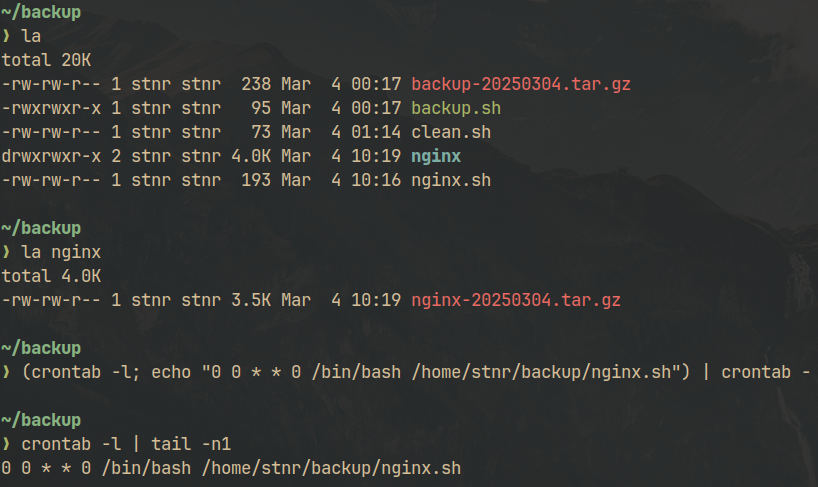 ~/backup
❯ la
total 20K
-rw-rw-r-- 1 stnr stnr  238 Mar  4 00:17 backup-20250304.tar.gz
-rwxrwxr-x 1 stnr stnr   95 Mar  4 00:17 backup.sh
-rw-rw-r-- 1 stnr stnr   73 Mar  4 01:14 clean.sh
drwxrwxr-x 2 stnr stnr 4.0K Mar  4 10:19 nginx
-rw-rw-r-- 1 stnr stnr  193 Mar  4 10:16 nginx.sh
~/backup
❯ la nginx
total 4.0K
-rw-rw-r-- 1 stnr stnr 3.5K Mar  4 10:19 nginx-20250304.tar.gz
~/backup
❯ (crontab -l; echo "0 0 * * 0 /bin/bash /home/stnr/backup/nginx.sh") | crontab -
~/backup
❯ crontab -l | tail -n1
0 0 * * 0 /bin/bash /home/stnr/backup/nginx.sh